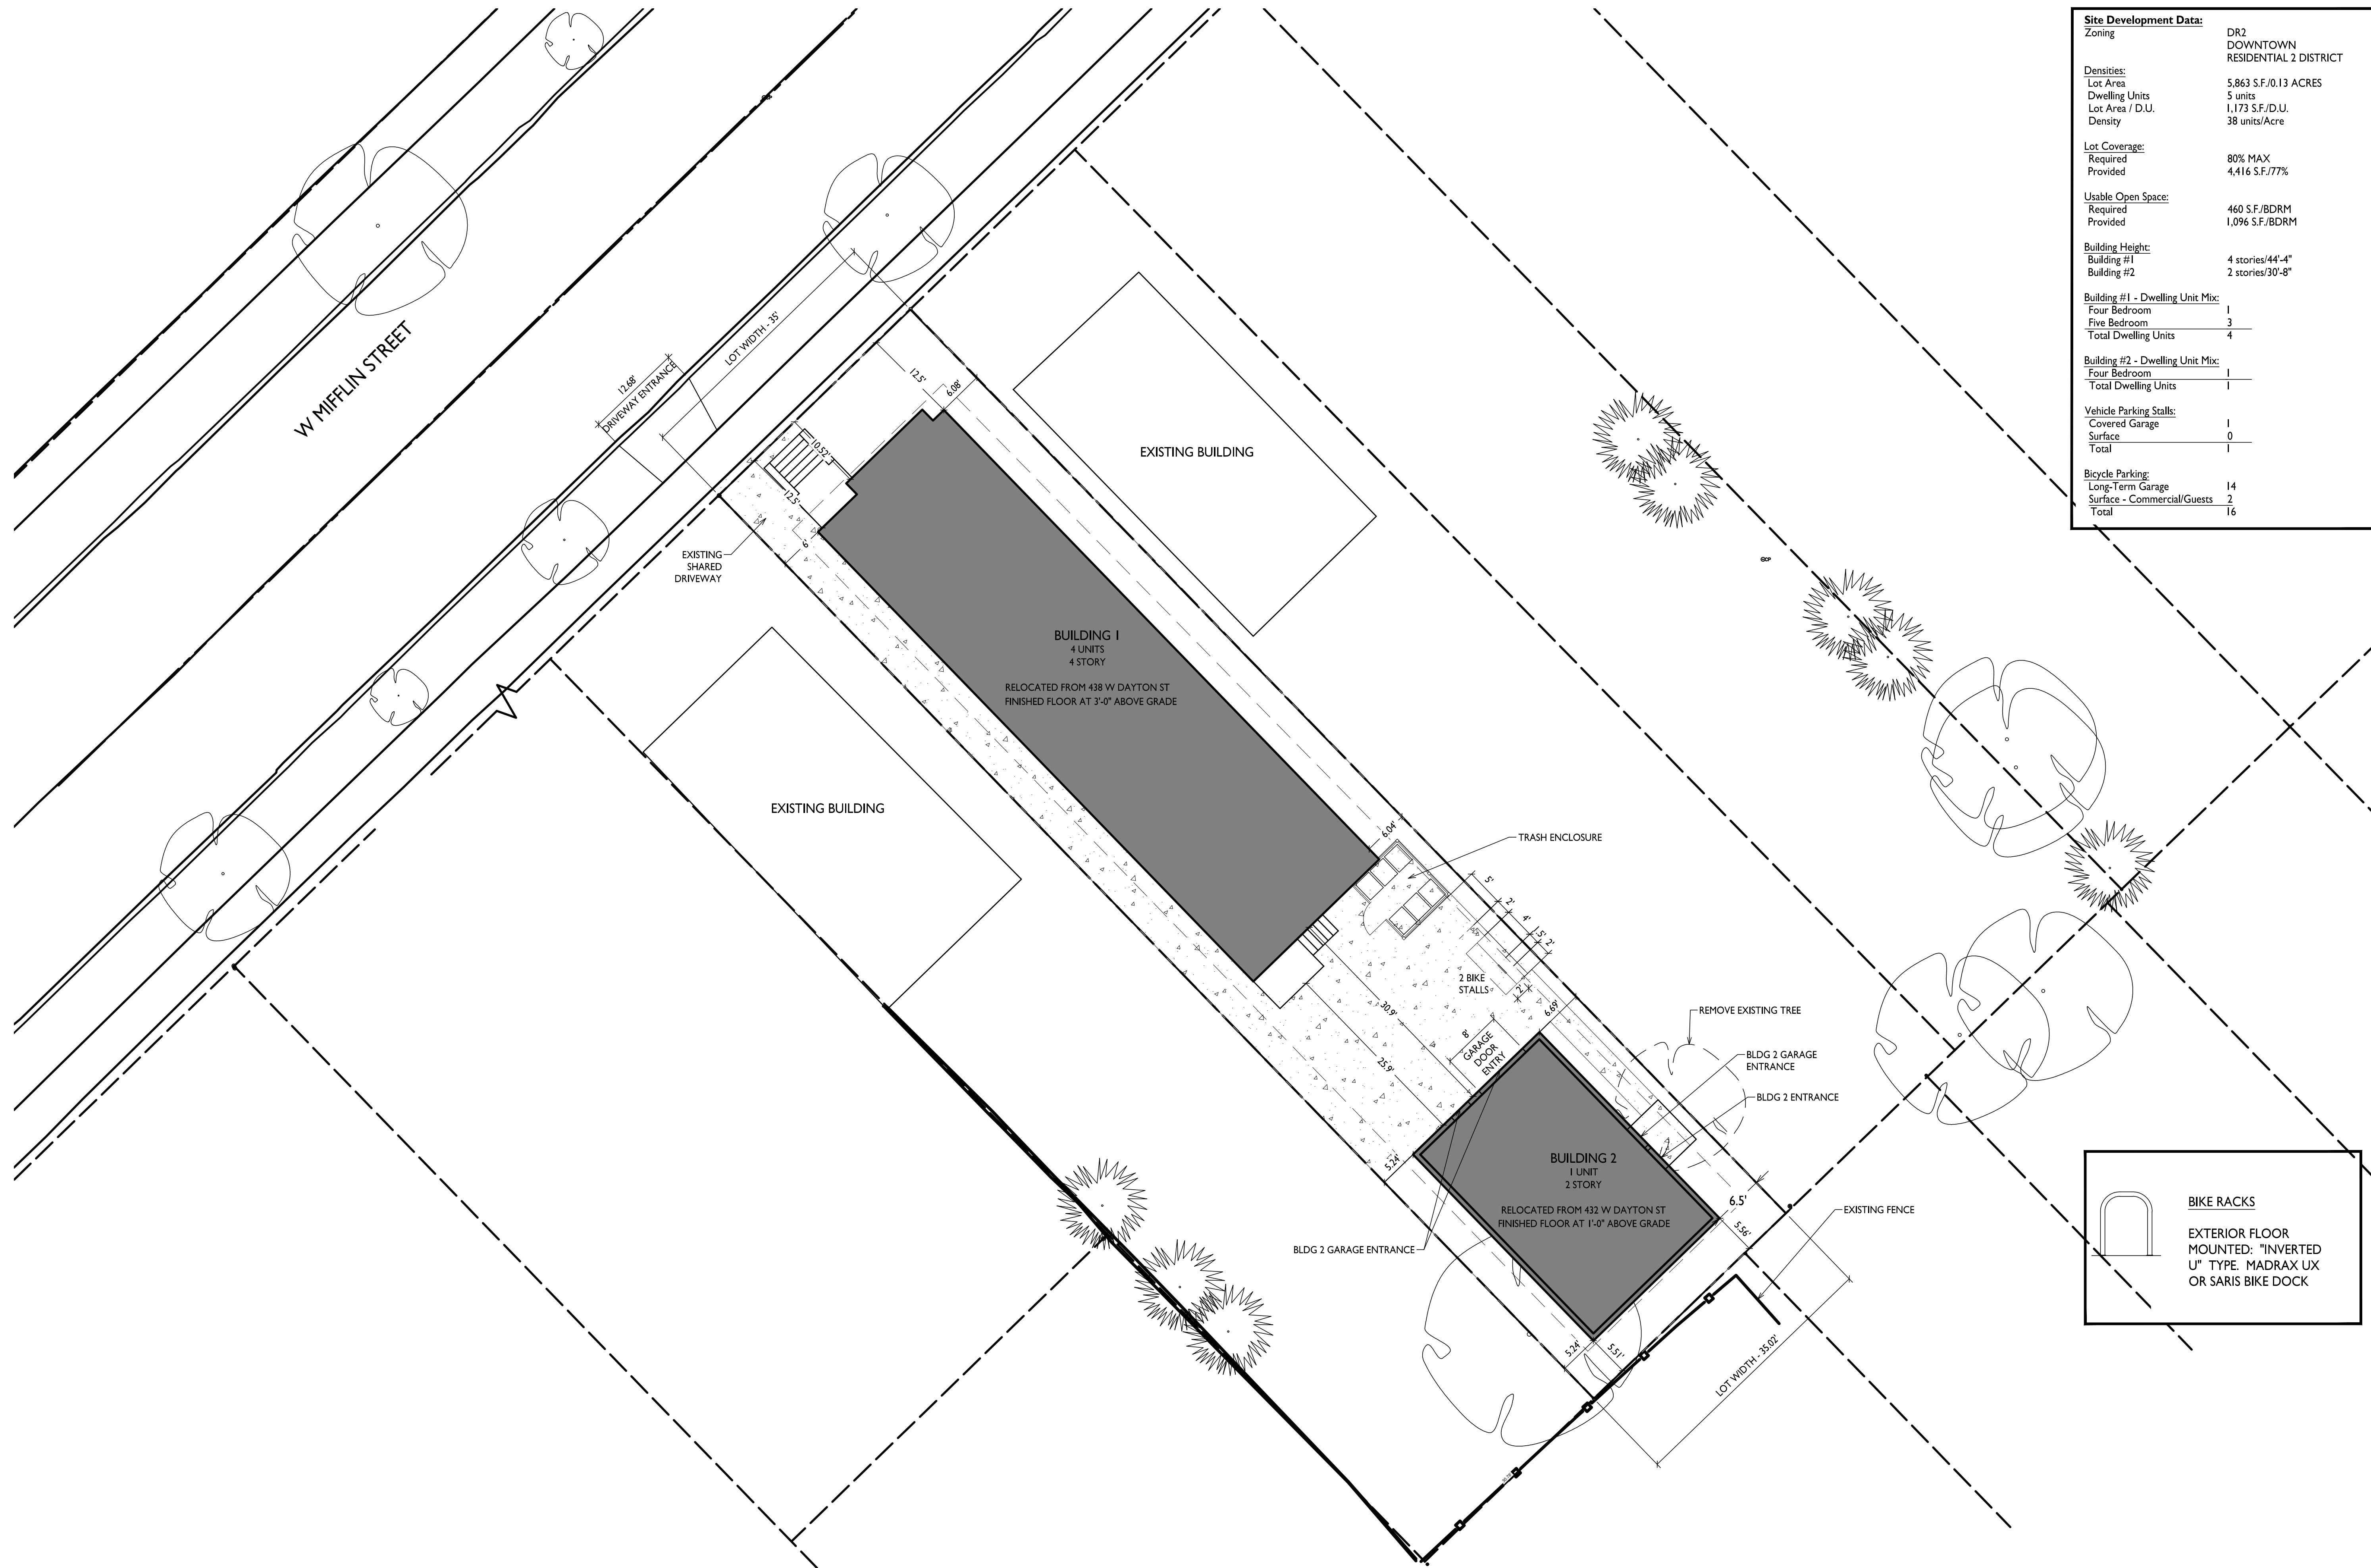 Site Development Data:
Zoning DR2
DOWNTOWN
RESIDENTIAL 2 DISTRICT
Densities:
Lot Area 5,863 S.F./0.13 ACRES
Dwelling Units 5 units
Lot Area / D.U. 1,173 S.F./D.U.
Density 38 units/Acre
Lot Coverage:
Required 80% MAX
Provided 4,416 S.F./77%
Usable Open Space:
Required 460 S.F./BDRM
Provided 1,096 S.F./BDRM
Building Height:
Building #1 4 stories/44'-4"
Building #2 2 stories/30'-8"
Building #1 - Dwelling Unit Mix:
Four Bedroom 1
Five Bedroom 3
Total Dwelling Units 4
Building #2 - Dwelling Unit Mix:
Four Bedroom 1
Total Dwelling Units 1
Vehicle Parking Stalls:
Covered Garage 1
Surface 0
Total 1
Bicycle Parking:
Long-Term Garage 14
Surface - Commercial/Guests 2
Total 16
W MIFFLIN STREET
12.68'
DRIVEWAY ENTRANCE
LOT WIDTH - 35'
12.5'
6.08'
10.52'
12.5'
6'
EXISTING
SHARED
DRIVEWAY
EXISTING BUILDING
EXISTING BUILDING
BUILDING 1
4 UNITS
4 STORY
RELOCATED FROM 438 W DAYTON ST
FINISHED FLOOR AT 3'-0" ABOVE GRADE
6.04'
TRASH ENCLOSURE
5'
2'
4'
.5'
2'
2 BIKE
STALLS
2'
6.69'
30.9'
25.9'
8'
GARAGE
DOOR
ENTRY
REMOVE EXISTING TREE
BLDG 2 GARAGE
ENTRANCE
BLDG 2 ENTRANCE
5.24'
BUILDING 2
1 UNIT
2 STORY
RELOCATED FROM 432 W DAYTON ST
FINISHED FLOOR AT 1'-0" ABOVE GRADE
6.5'
5.56'
EXISTING FENCE
BLDG 2 GARAGE ENTRANCE
5.24'
5.51'
LOT WIDTH - 35.02'
BIKE RACKS
EXTERIOR FLOOR
MOUNTED: "INVERTED
U" TYPE. MADRAX UX
OR SARIS BIKE DOCK